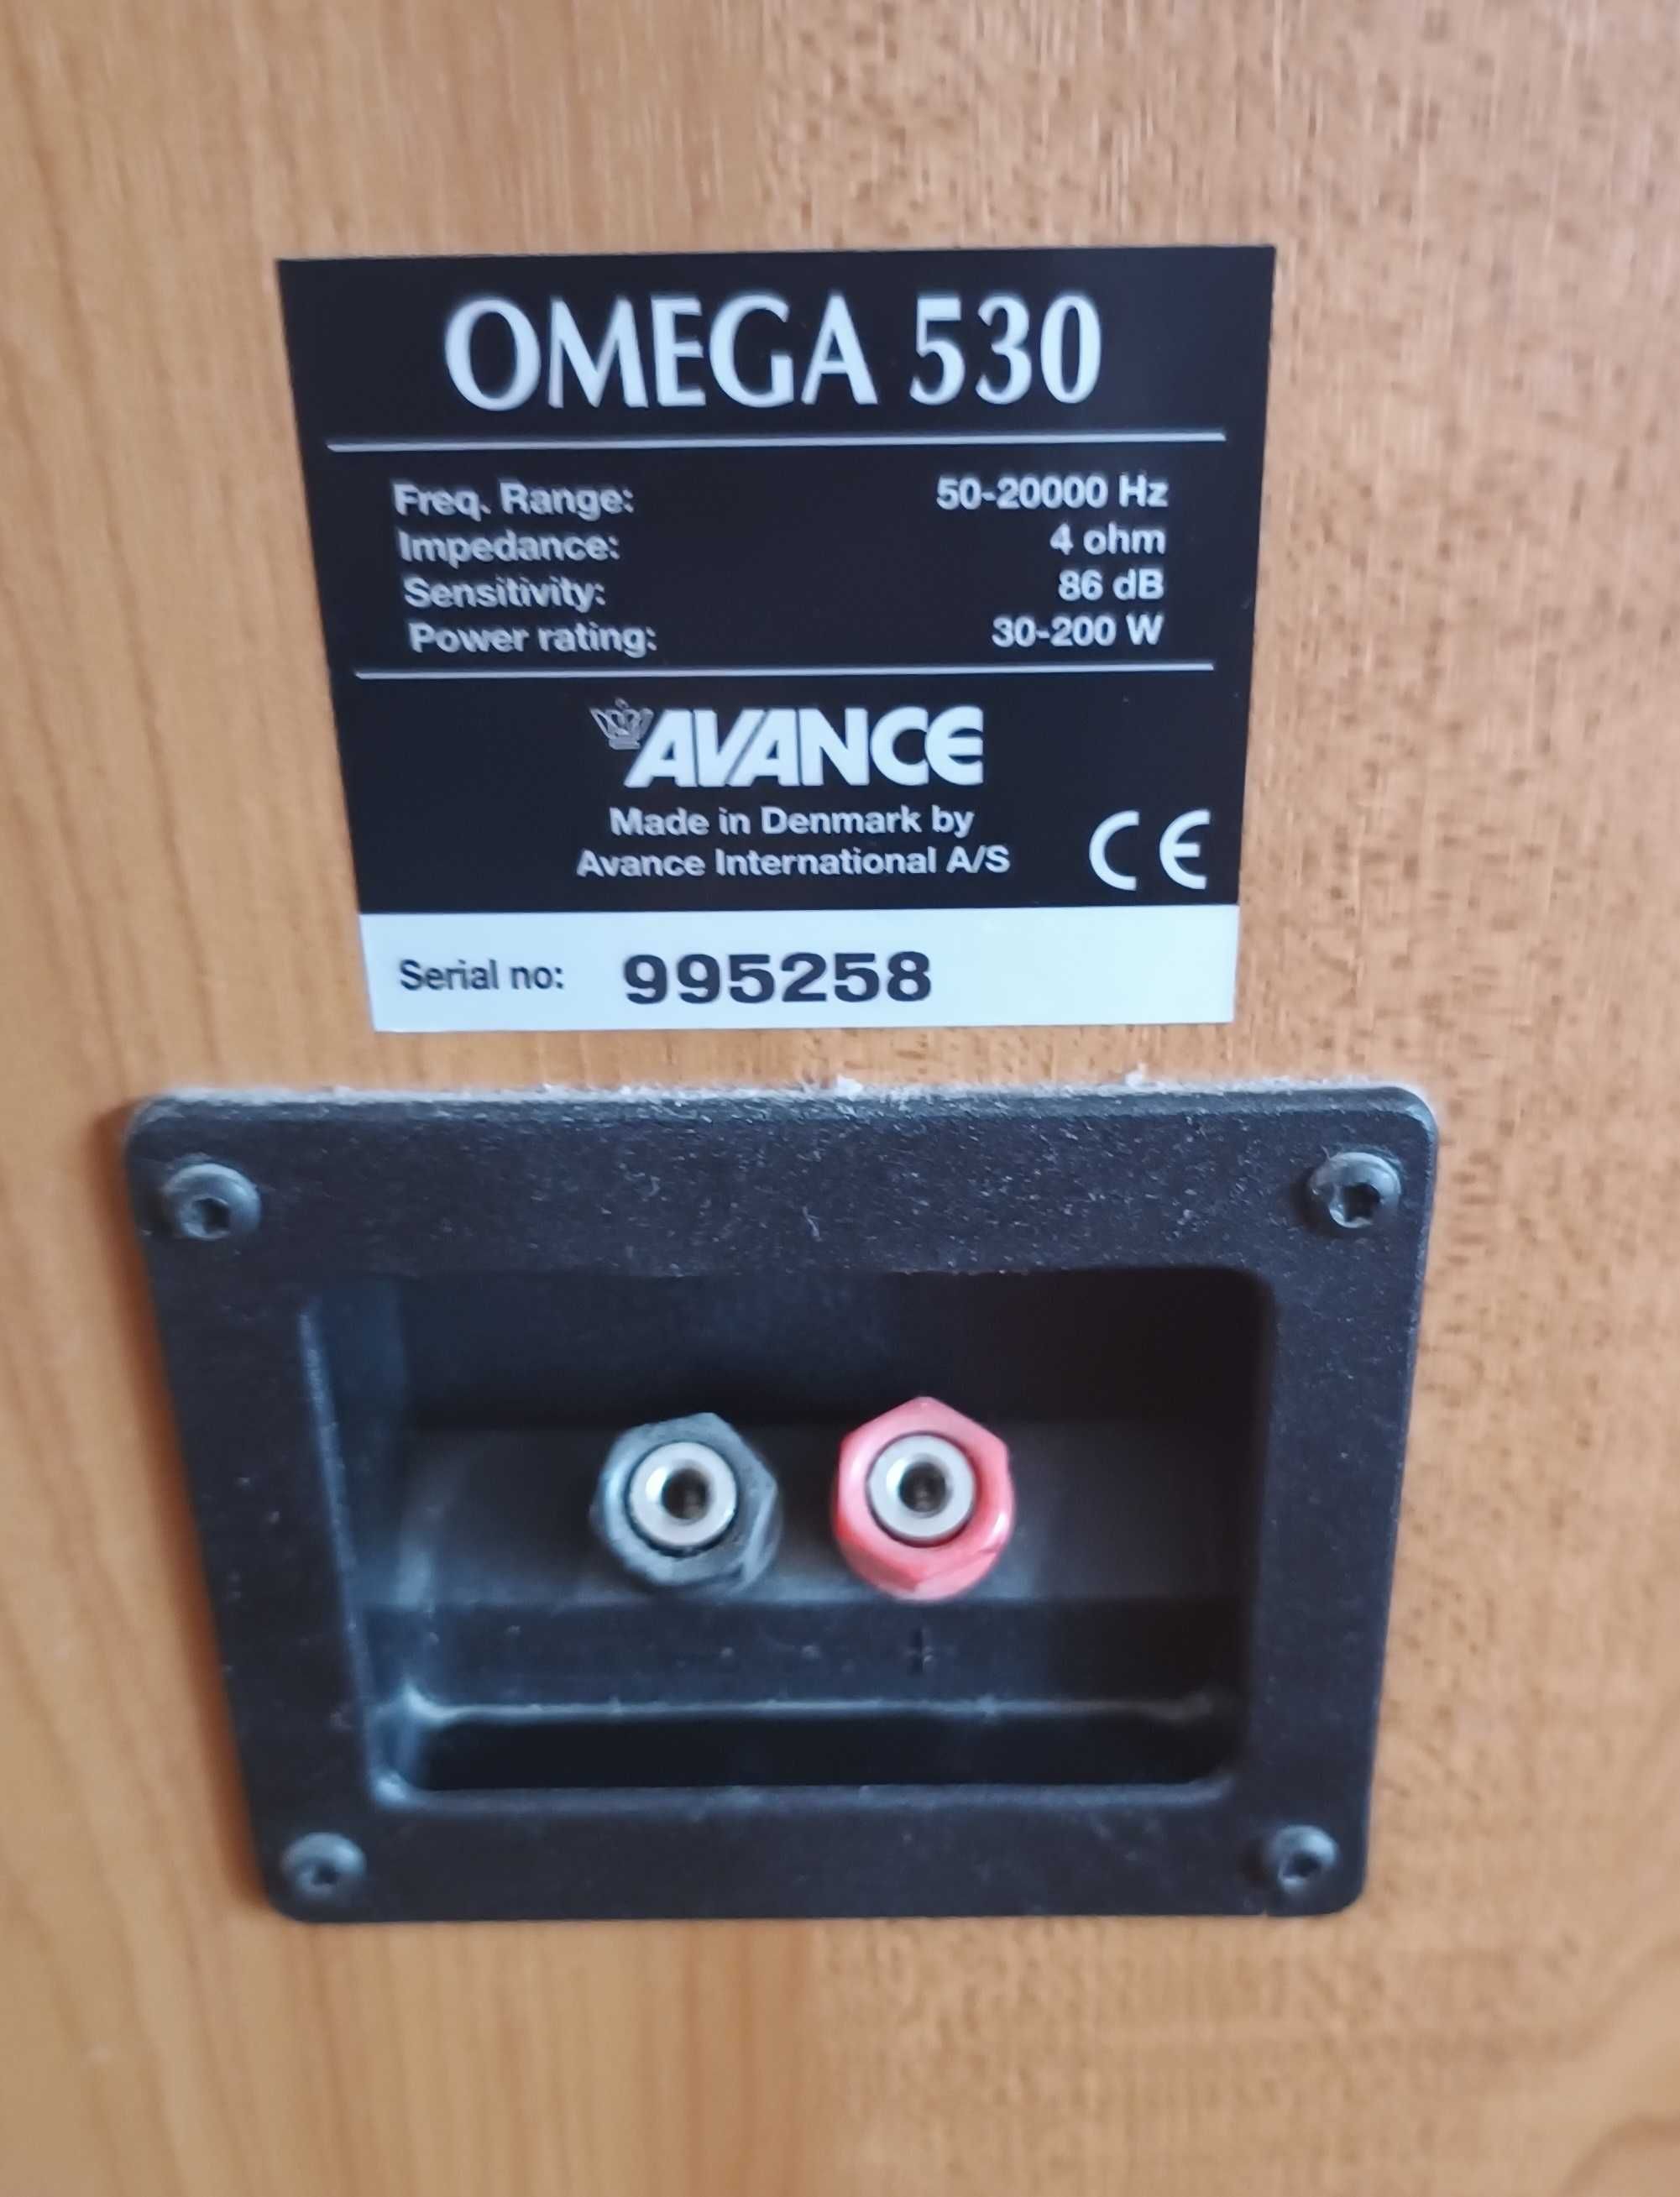 OMEGA 530
Freq. Range: 50-20000 Hz
Impedance: 4 ohm
Sensitivity: 86 dB
Power rating: 30-200 W
AVANCE
Made in Denmark by
Avance International A/S
CE
Serial no: 995258
- +